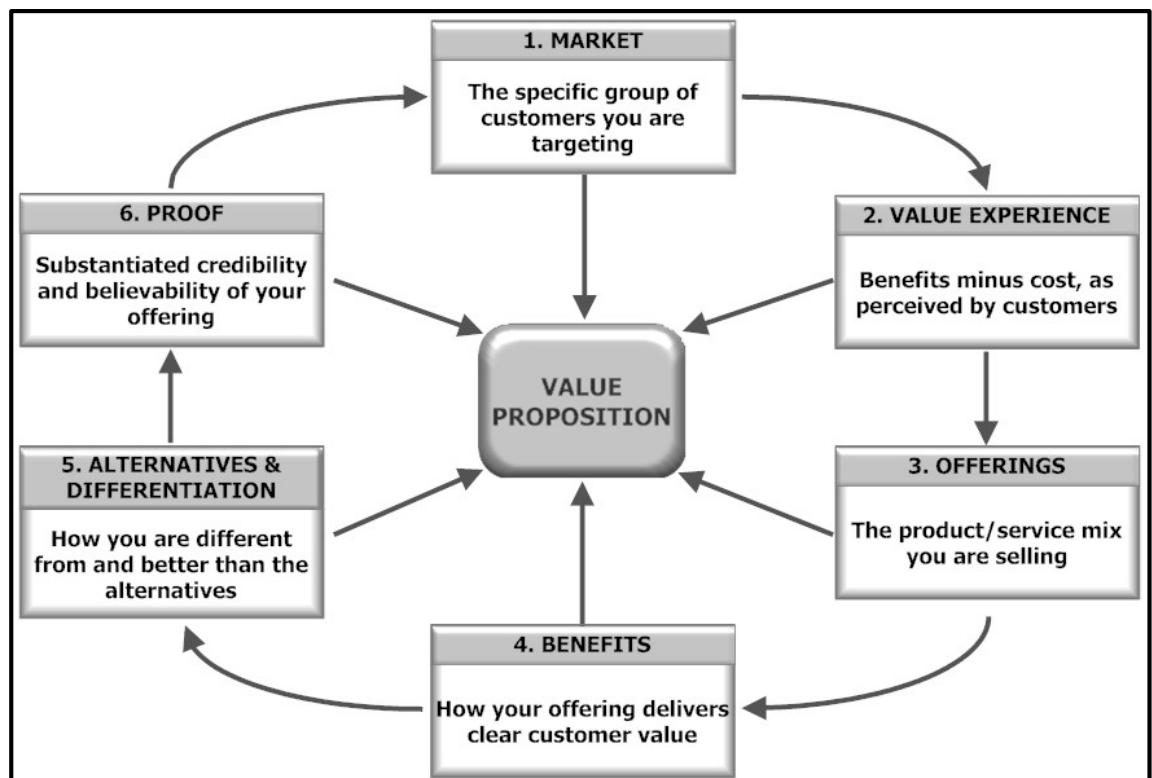 1. MARKET
The specific group of
customers you are
targeting
2. VALUE EXPERIENCE
Benefits minus cost, as
perceived by customers
3. OFFERINGS
The product/service mix
you are selling
4. BENEFITS
How your offering delivers
clear customer value
5. ALTERNATIVES &
DIFFERENTIATION
How you are different
from and better than the
alternatives
6. PROOF
Substantiated credibility
and believability of your
offering
VALUE
PROPOSITION